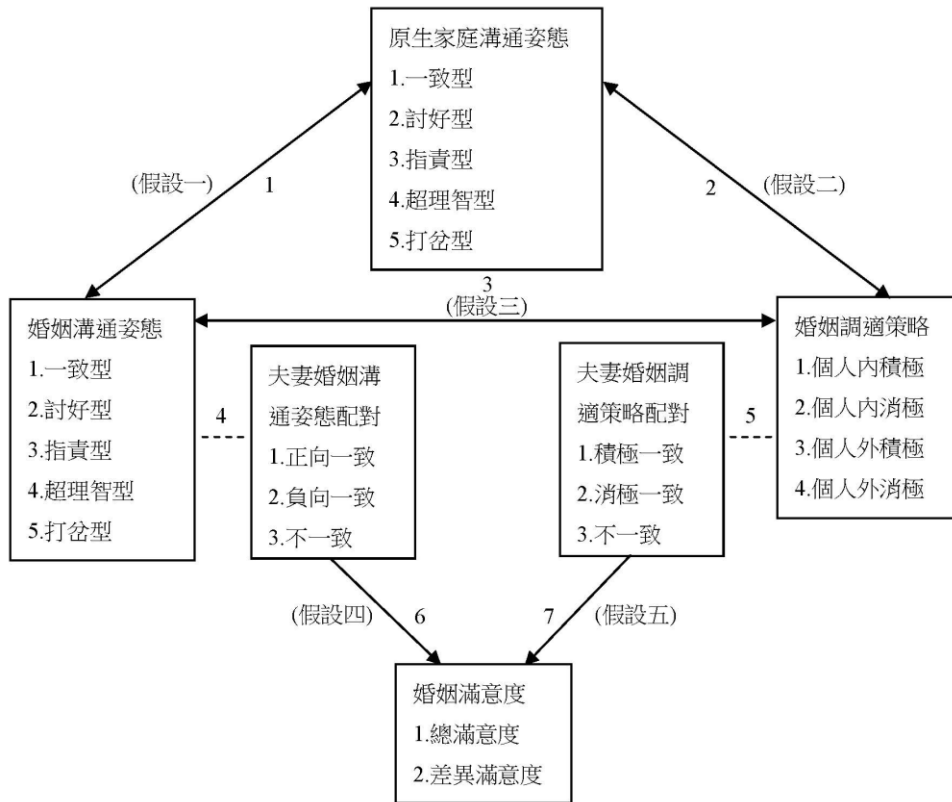 原生家庭溝通姿態
1.一致型
2.討好型
3.指責型
4.超理智型
5.打岔型
(假設一)
1
2
(假設二)
3
(假設三)
婚姻溝通姿態
1.一致型
2.討好型
3.指責型
4.超理智型
5.打岔型
4
夫妻婚姻溝
通姿態配對
1.正向一致
2.負向一致
3.不一致
夫妻婚姻調
適策略配對
1.積極一致
2.消極一致
3.不一致
5
婚姻調適策略
1.個人內積極
2.個人內消極
3.個人外積極
4.個人外消極
(假設四)
6
7
(假設五)
婚姻滿意度
1.總滿意度
2.差異滿意度